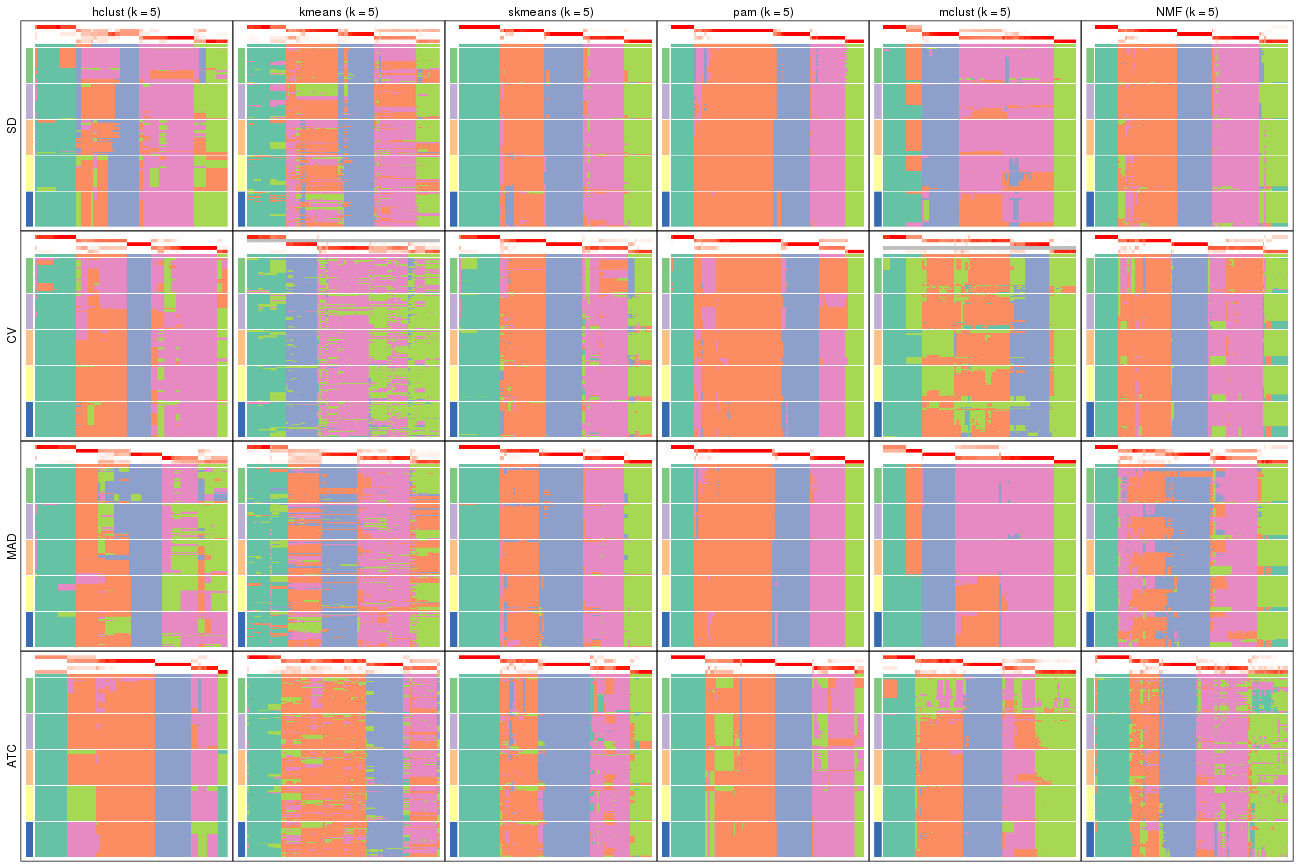 hclust (k = 5) kmeans (k = 5) skmeans (k = 5) pam (k = 5) mclust (k = 5) NMF (k = 5)
SD
CV
MAD
ATC